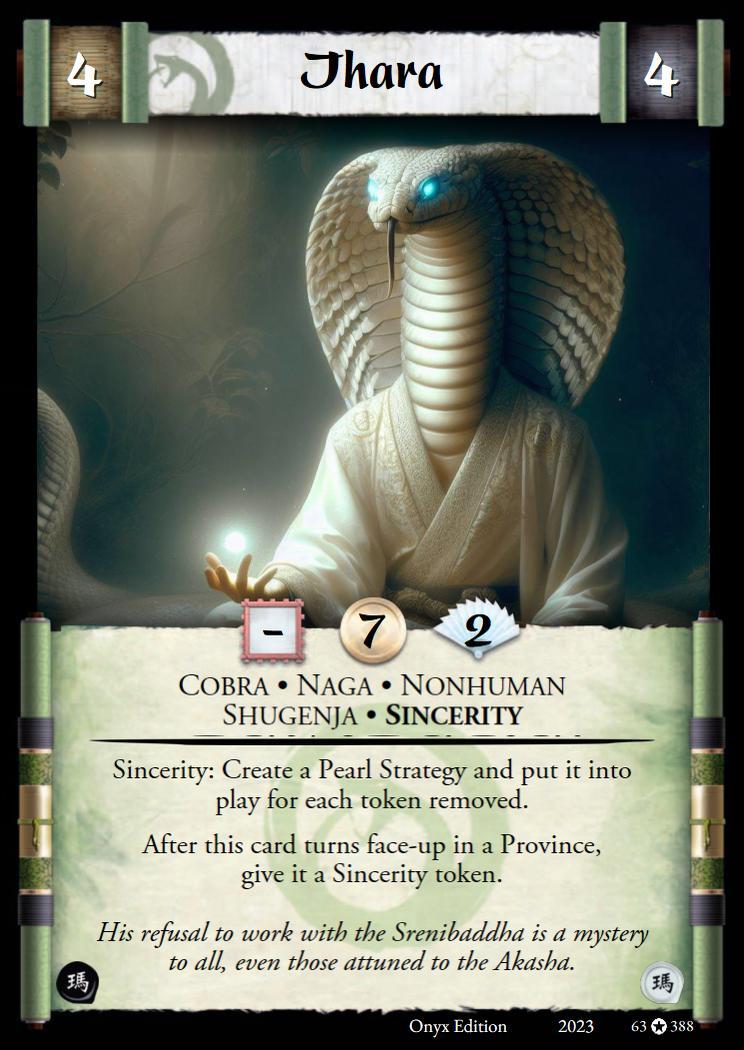 4 Jhara 4
- 7 2
COBRA • NAGA • NONHUMAN
SHUGENJA • SINCERITY
Sincerity: Create a Pearl Strategy and put it into
play for each token removed.
After this card turns face-up in a Province,
give it a Sincerity token.
His refusal to work with the Srenibaddha is a mystery
to all, even those attuned to the Akasha.
瑪 瑪
Onyx Edition 2023 63 ✪ 388